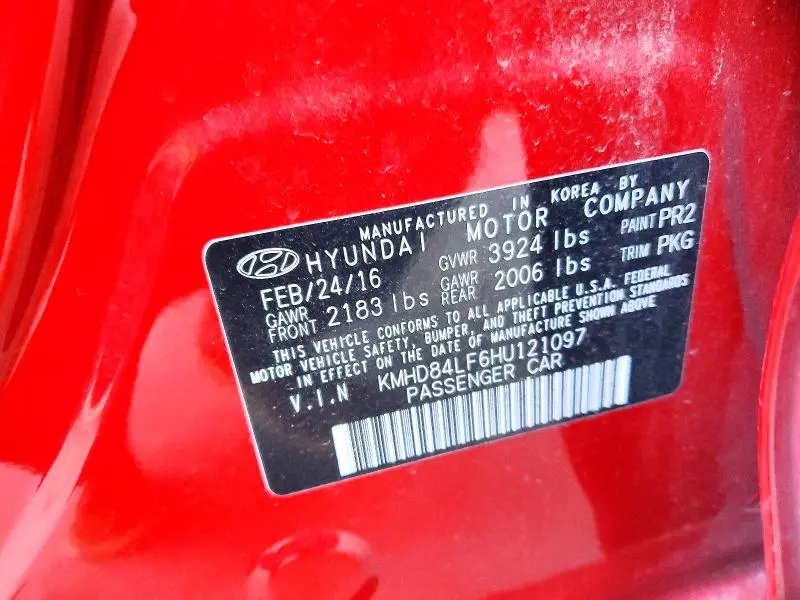 MANUFACTURED IN KOREA BY
HYUNDAI MOTOR COMPANY
FEB/24/16 GVWR 3924 lbs PAINT PR2
GAWR FRONT 2183 lbs GAWR REAR 2006 lbs TRIM PKG
THIS VEHICLE CONFORMS TO ALL APPLICABLE U.S.A. FEDERAL
MOTOR VEHICLE SAFETY, BUMPER, AND THEFT PREVENTION STANDARDS
IN EFFECT ON THE DATE OF MANUFACTURE SHOWN ABOVE
V.I.N KMHD84LF6HU121097
PASSENGER CAR